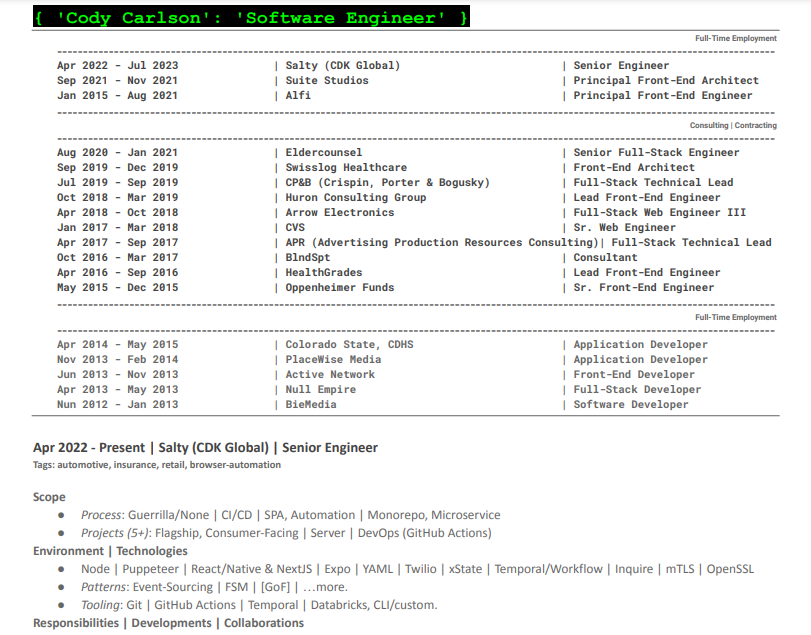 { 'Cody Carlson': 'Software Engineer' }
Full-Time Employment
Apr 2022 - Jul 2023 | Salty (CDK Global) | Senior Engineer
Sep 2021 - Nov 2021 | Suite Studios | Principal Front-End Architect
Jan 2015 - Aug 2021 | Alfi | Principal Front-End Engineer
Consulting | Contracting
Aug 2020 - Jan 2021 | Eldercounsel | Senior Full-Stack Engineer
Sep 2019 - Dec 2019 | Swisslog Healthcare | Front-End Architect
Jul 2019 - Sep 2019 | CP&B (Crispin, Porter & Bogusky) | Full-Stack Technical Lead
Oct 2018 - Mar 2019 | Huron Consulting Group | Lead Front-End Engineer
Apr 2018 - Oct 2018 | Arrow Electronics | Full-Stack Web Engineer III
Jan 2017 - Mar 2018 | CVS | Sr. Web Engineer
Apr 2017 - Sep 2017 | APR (Advertising Production Resources Consulting)| Full-Stack Technical Lead
Oct 2016 - Mar 2017 | BlndSpt | Consultant
Apr 2016 - Sep 2016 | HealthGrades | Lead Front-End Engineer
May 2015 - Dec 2015 | Oppenheimer Funds | Sr. Front-End Engineer
Full-Time Employment
Apr 2014 - May 2015 | Colorado State, CDHS | Application Developer
Nov 2013 - Feb 2014 | PlaceWise Media | Application Developer
Jun 2013 - Nov 2013 | Active Network | Front-End Developer
Apr 2013 - May 2013 | Null Empire | Full-Stack Developer
Nun 2012 - Jan 2013 | BieMedia | Software Developer
Apr 2022 - Present | Salty (CDK Global) | Senior Engineer
Tags: automotive, insurance, retail, browser-automation
Scope
● Process: Guerrilla/None | CI/CD | SPA, Automation | Monorepo, Microservice
● Projects (5+): Flagship, Consumer-Facing | Server | DevOps (GitHub Actions)
Environment | Technologies
● Node | Puppeteer | React/Native & NextJS | Expo | YAML | Twilio | xState | Temporal/Workflow | Inquire | mTLS | OpenSSL
● Patterns: Event-Sourcing | FSM | [GoF] | …more.
● Tooling: Git | GitHub Actions | Temporal | Databricks, CLI/custom.
Responsibilities | Developments | Collaborations